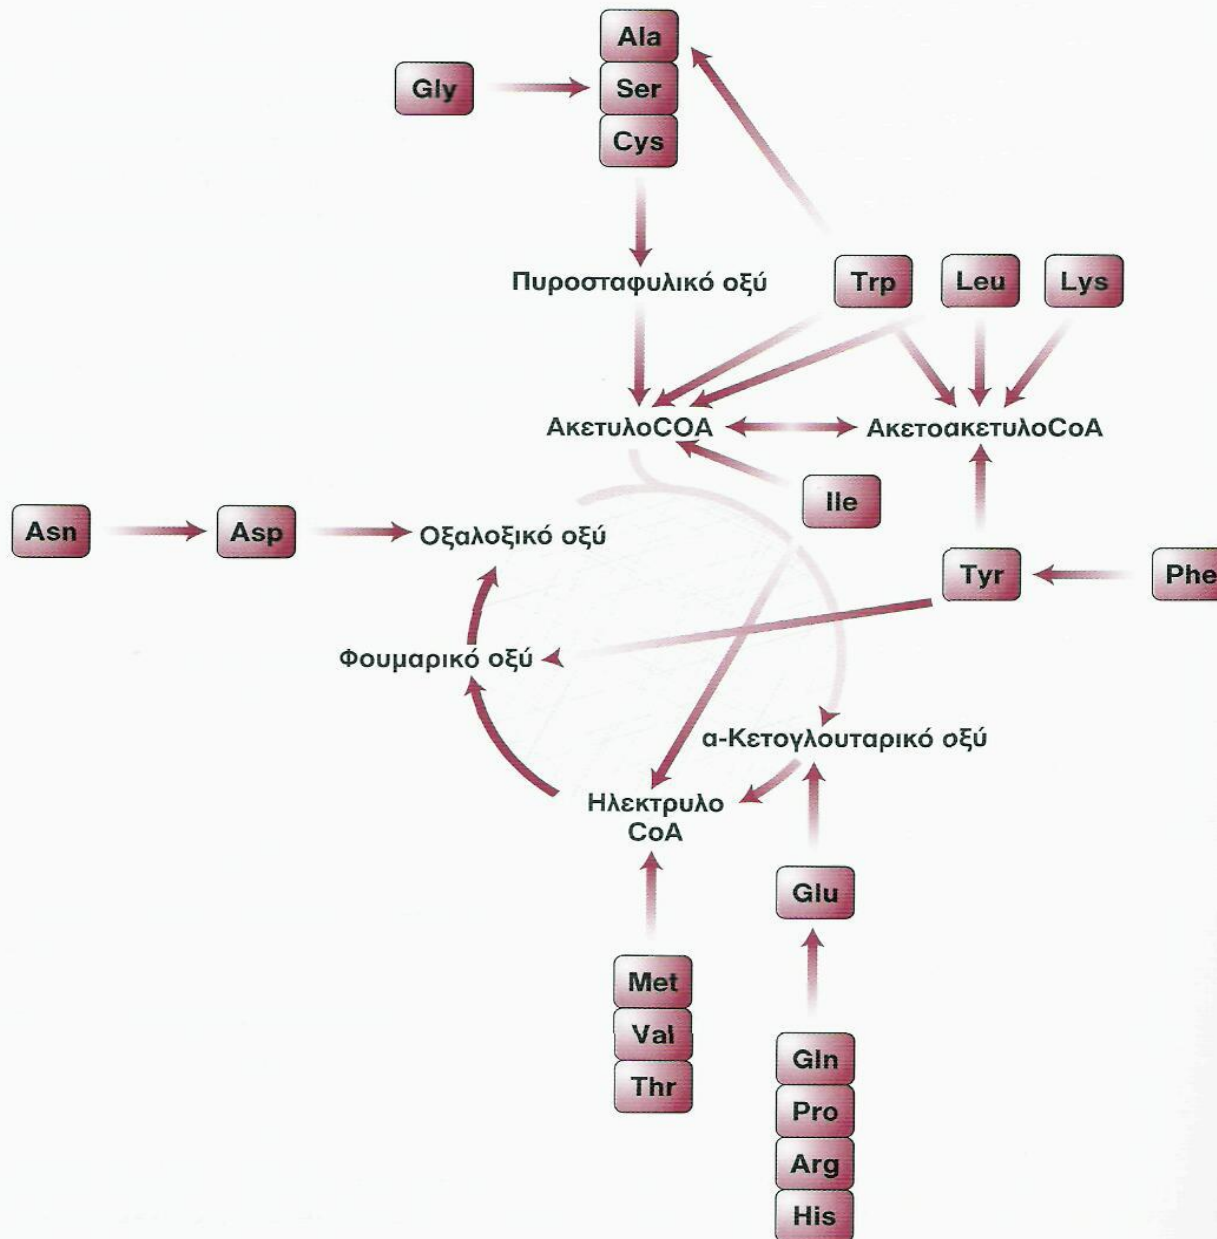 Ala
Gly
Ser
Cys
Πυροσταφυλικό οξύ
Trp
Leu
Lys
ΑκετυλοCOA
ΑκετοακετυλοCoA
Ile
Asn
Asp
Οξαλοξικό οξύ
Tyr
Phe
Φουμαρικό οξύ
α-Κετογλουταρικό οξύ
Ηλεκτρυλο
CoA
Glu
Met
Val
Thr
Gln
Pro
Arg
His